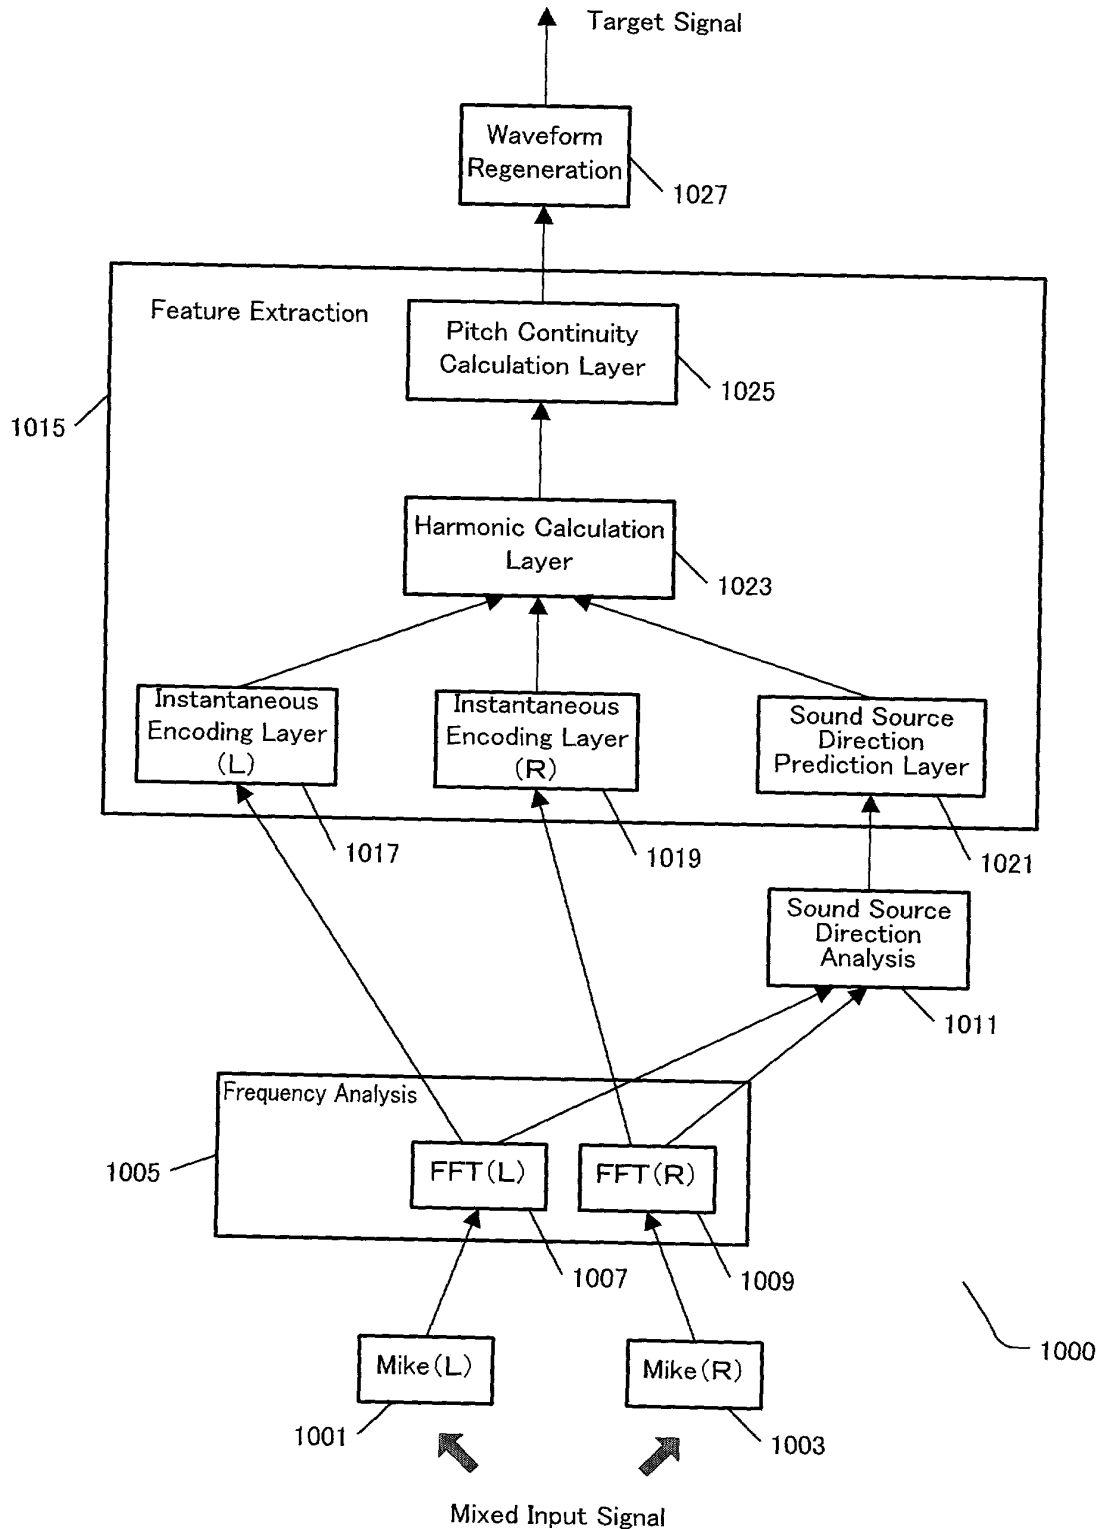 Target Signal
Waveform
Regeneration
1027
Feature Extraction
Pitch Continuity
Calculation Layer
1025
1015
Harmonic Calculation
Layer
1023
Instantaneous
Encoding Layer
(L)
1017
Instantaneous
Encoding Layer
(R)
1019
Sound Source
Direction
Prediction Layer
1021
Sound Source
Direction
Analysis
1011
Frequency Analysis
1005
FFT(L)
FFT(R)
1007
1009
Mike(L)
Mike(R)
1000
1001
1003
Mixed Input Signal